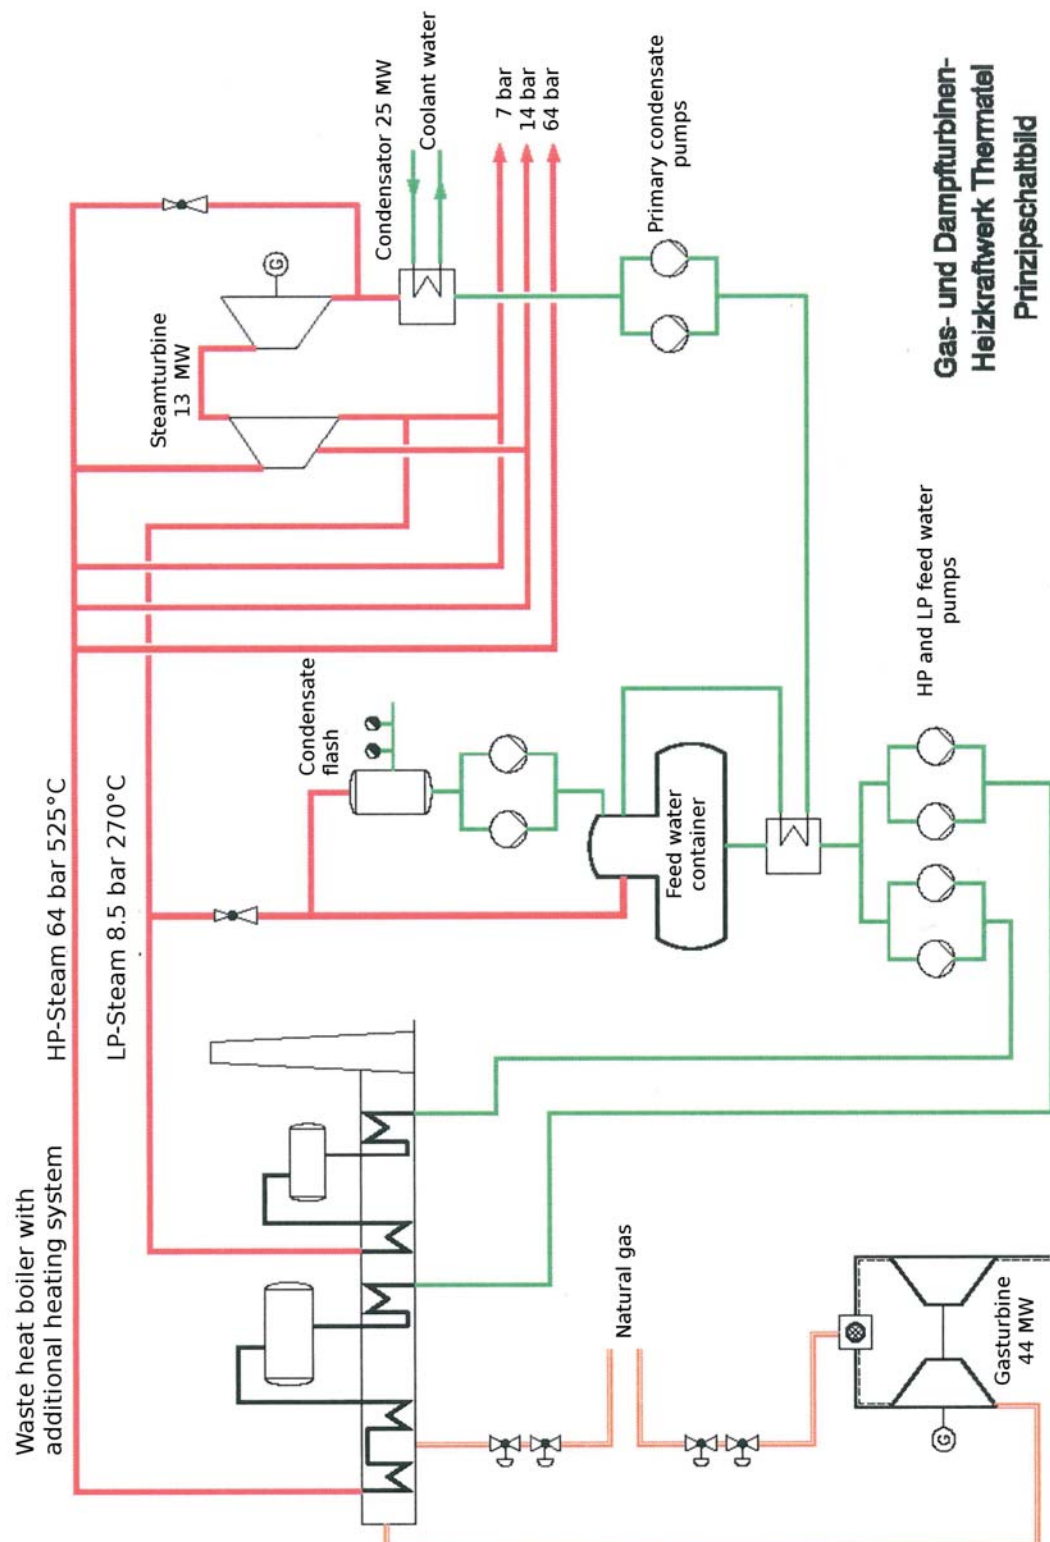 Waste heat boiler with
additional heating system
HP-Steam 64 bar 525°C
LP-Steam 8.5 bar 270°C
Condensate
flash
Steamturbine
13 MW
G
Condensator 25 MW
Coolant water
7 bar
14 bar
64 bar
Primary condensate
pumps
Feed water
container
HP and LP feed water
pumps
Natural gas
Gasturbine
44 MW
G
Gas- und Dampfturbinen-
Heizkraftwerk Thermatel
Prinzipschaltbild